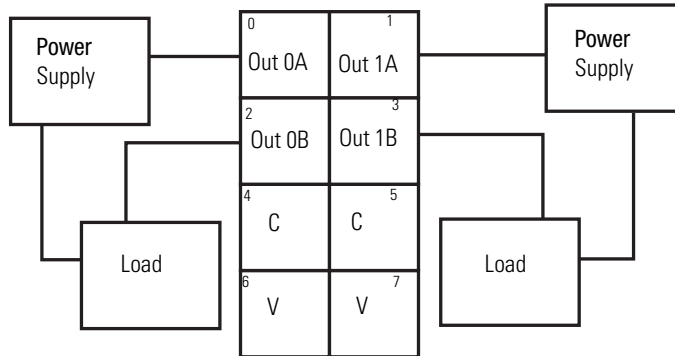 Power
Supply
0
1
Out 0A
Out 1A
Power
Supply
2
3
Out 0B
Out 1B
4
5
C
C
Load
Load
6
7
V
V